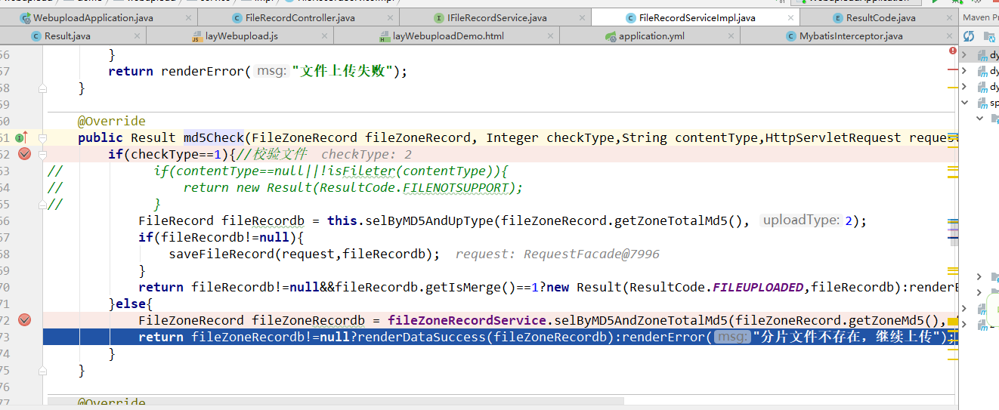 WebuploadApplication.java FileRecordController.java IFileRecordService.java FileRecordServiceImpl.java ResultCode.java Maven Pr
Result.java layWebupload.js layWebuploadDemo.html application.yml MybatisInterceptor.java
56 }
57 return renderError( msg: "文件上传失败");
58 }
59
60 @Override
61 public Result md5Check(FileZoneRecord fileZoneRecord, Integer checkType,String contentType,HttpServletRequest reques
62 if(checkType==1){//校验文件 checkType: 2
63 // if(contentType==null||!isFileter(contentType)){
64 // return new Result(ResultCode.FILENOTSUPPORT);
65 // }
66 FileRecord fileRecordb = this.selByMD5AndUpType(fileZoneRecord.getZoneTotalMd5(), uploadType: 2);
67 if(fileRecordb!=null){
68 saveFileRecord(request,fileRecordb); request: RequestFacade@7996
69 }
70 return fileRecordb!=null&&fileRecordb.getIsMerge()==1?new Result(ResultCode.FILEUPLOADED,fileRecordb):renderE
71 }else{
72 FileZoneRecord fileZoneRecordb = fileZoneRecordService.selByMD5AndZoneTotalMd5(fileZoneRecord.getZoneMd5(),
73 return fileZoneRecordb!=null?renderDataSuccess(fileZoneRecordb):renderError( msg: "分片文件不存在，继续上传");
74 }
75 }
76
77 @Override
dy
dy
dy
sp